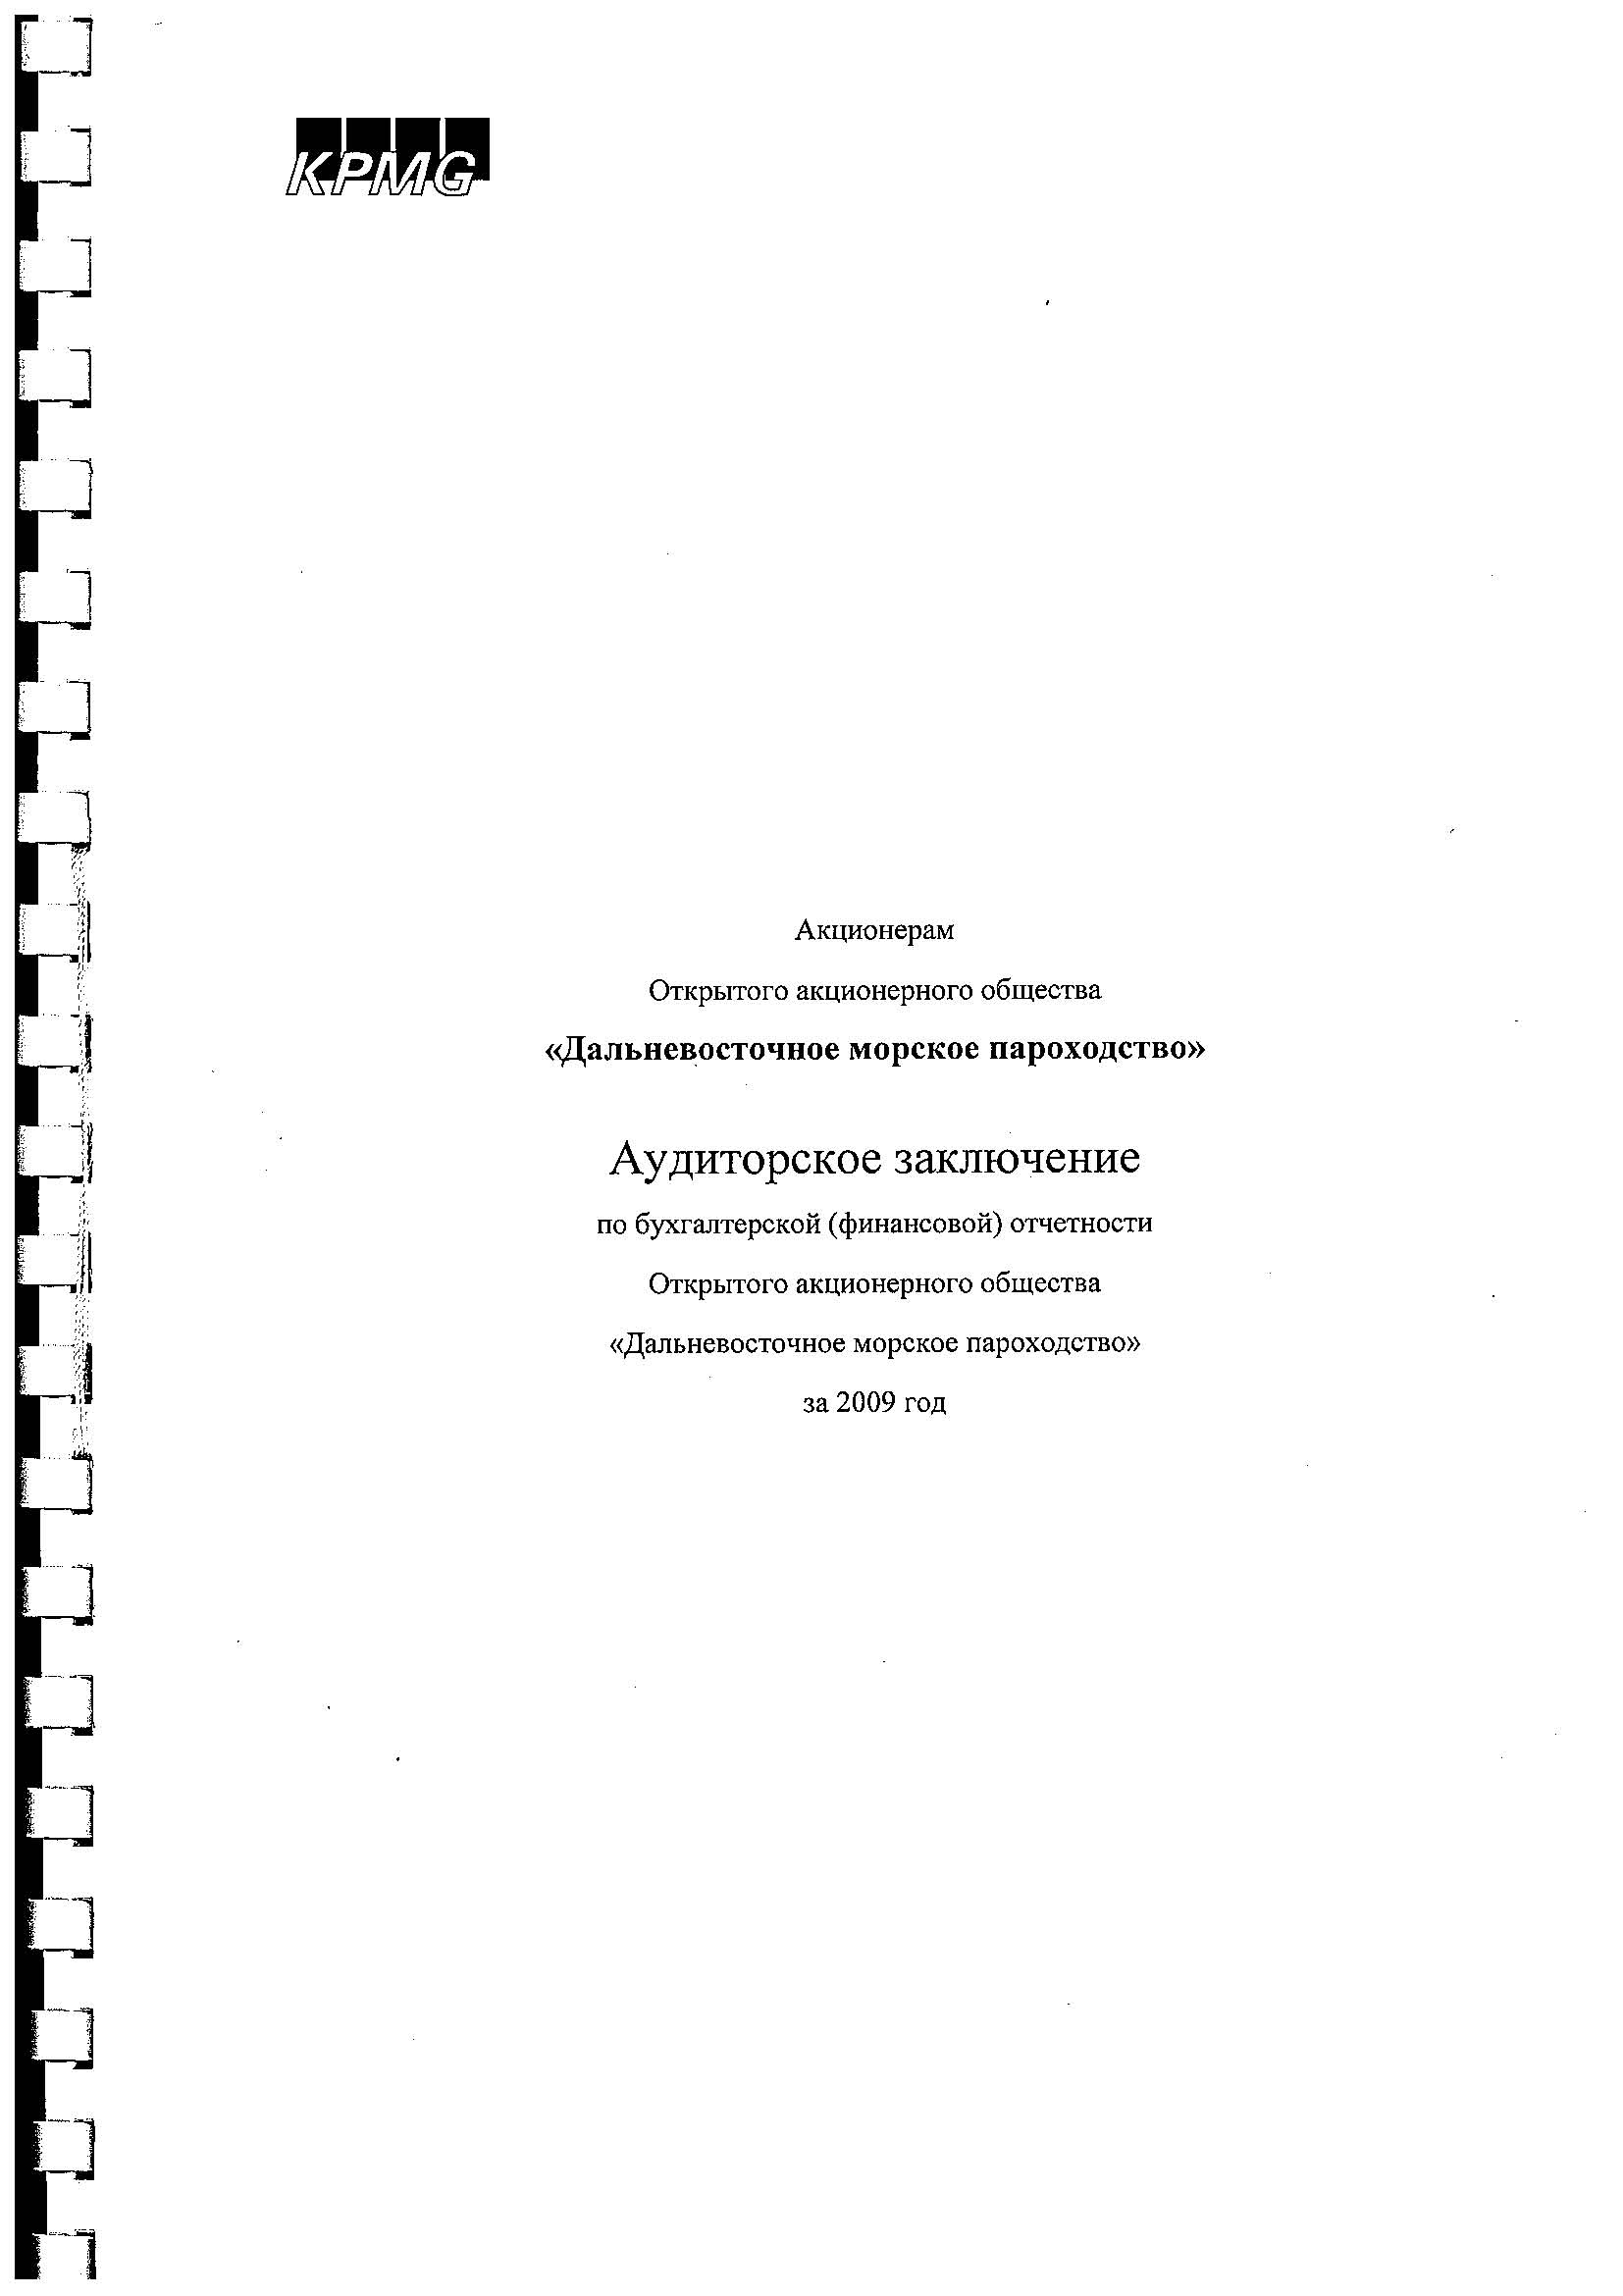 KPMG
Акционерам
Открытого акционерного общества
«Дальневосточное морское пароходство»
Аудиторское заключение
по бухгалтерской (финансовой) отчетности
Открытого акционерного общества
«Дальневосточное морское пароходство»
за 2009 год